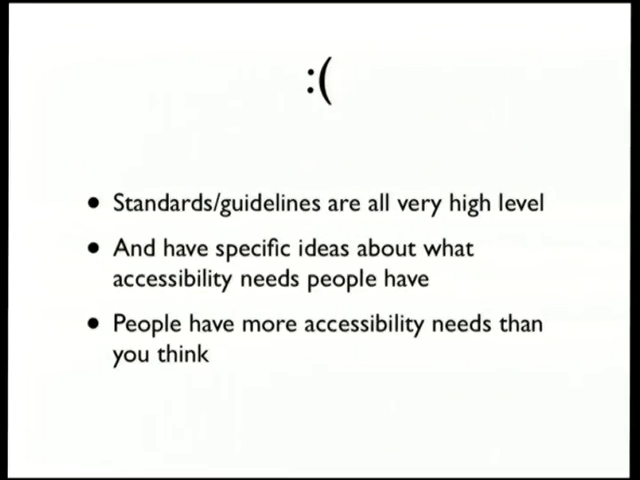 :(
• Standards/guidelines are all very high level
• And have specific ideas about what
accessibility needs people have
• People have more accessibility needs than
you think